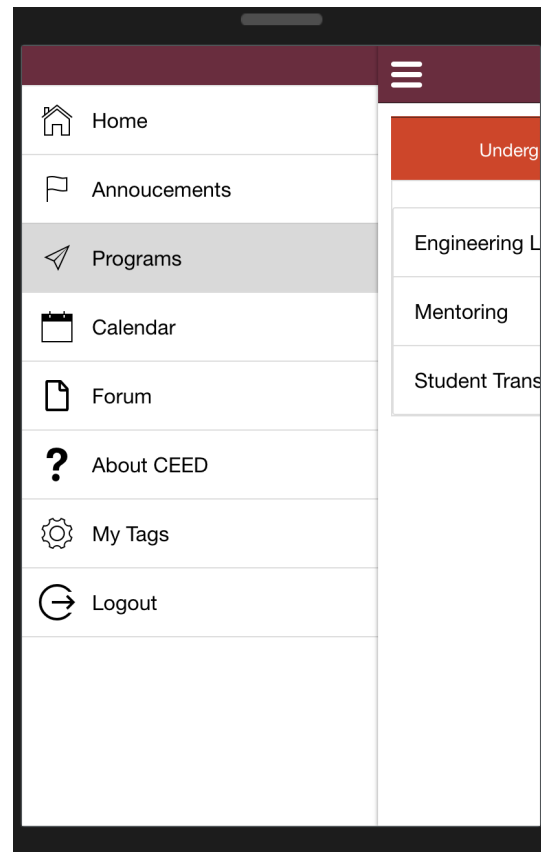 Home
Annoucements
Programs
Calendar
Forum
About CEED
My Tags
Logout
Underg
Engineering L
Mentoring
Student Trans